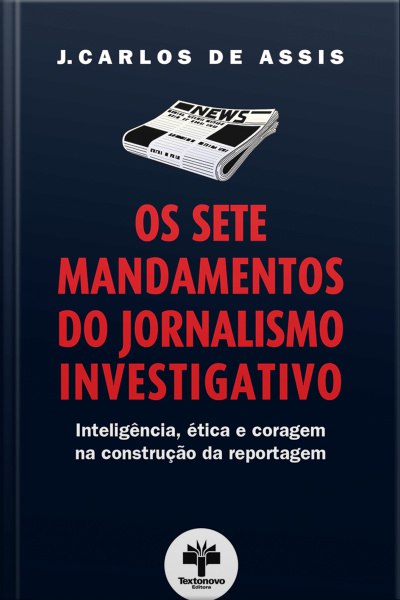 J. CARLOS DE ASSIS
NEWS
OS SETE
MANDAMENTOS
DO JORNALISMO
INVESTIGATIVO
Inteligência, ética e coragem
na construção da reportagem
Textonovo
Editora